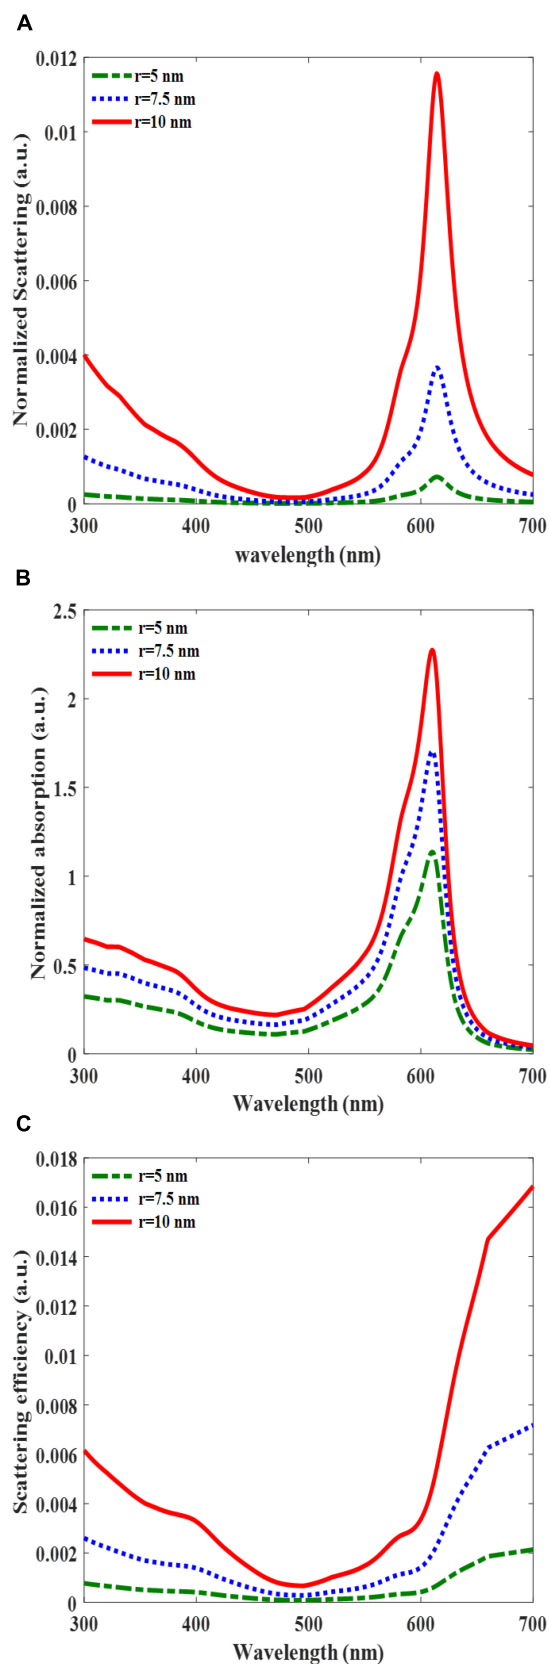 A
0.012
0.01
0.008
0.006
0.004
0.002
0
Normalized Scattering (a.u.)
r=5 nm
r=7.5 nm
r=10 nm
300 400 500 600 700
wavelength (nm)
B
2.5
2
1.5
1
0.5
0
Normalized absorption (a.u.)
r=5 nm
r=7.5 nm
r=10 nm
300 400 500 600 700
Wavelength (nm)
C
0.018
0.016
0.014
0.012
0.01
0.008
0.006
0.004
0.002
0
Scattering efficiency (a.u.)
r=5 nm
r=7.5 nm
r=10 nm
300 400 500 600 700
Wavelength (nm)